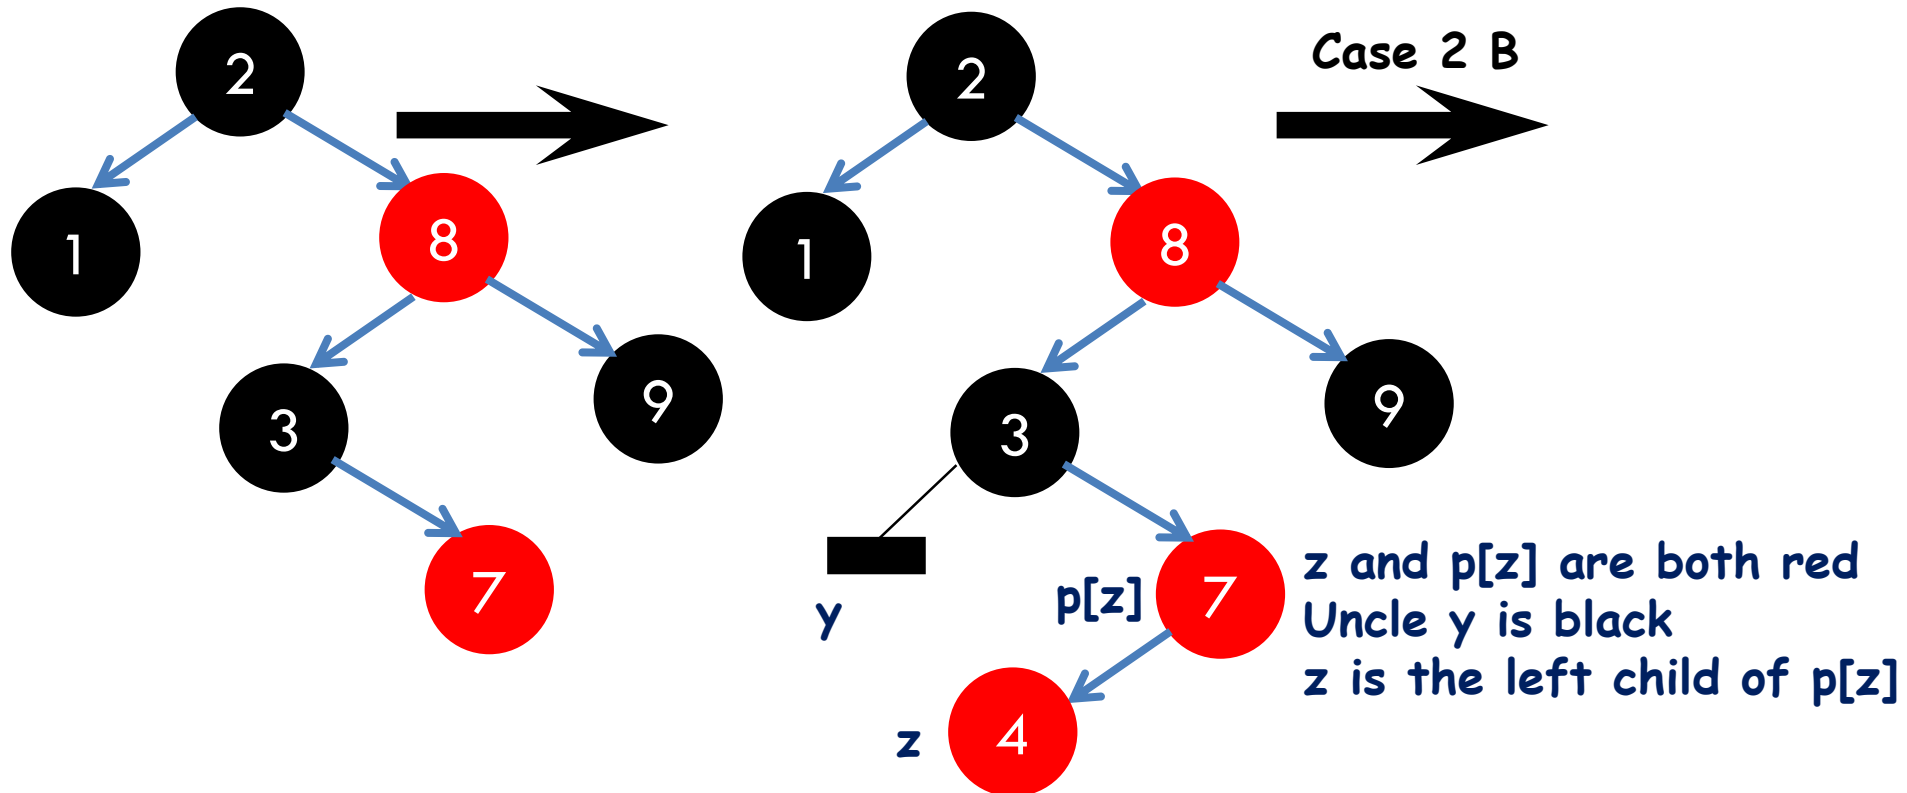 2
1
8
3
9
7
Case 2 B
2
1
8
3
9
y
p[z]
7
z
4
z and p[z] are both red
Uncle y is black
z is the left child of p[z]